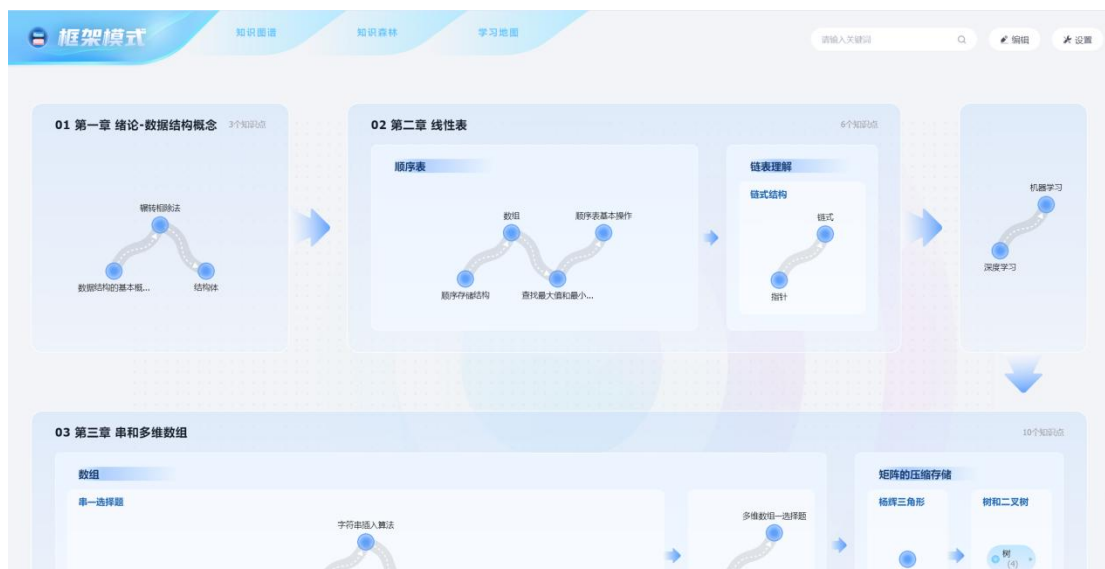 框架模式
知识图谱
知识森林
学习地图
请输入关键词
编辑
设置
01 第一章 绪论-数据结构概念
3个知识点
辗转相除法
数据结构的基本概...
结构体
02 第二章 线性表
6个知识点
顺序表
数组
顺序表基本操作
顺序存储结构
查找最大值和最小...
链表理解
链式结构
链式
指针
机器学习
深度学习
03 第三章 串和多维数组
10个知识点
数组
串—选择题
字符串插入算法
多维数组—选择题
矩阵的压缩存储
杨辉三角形
树和二叉树
树
(4)